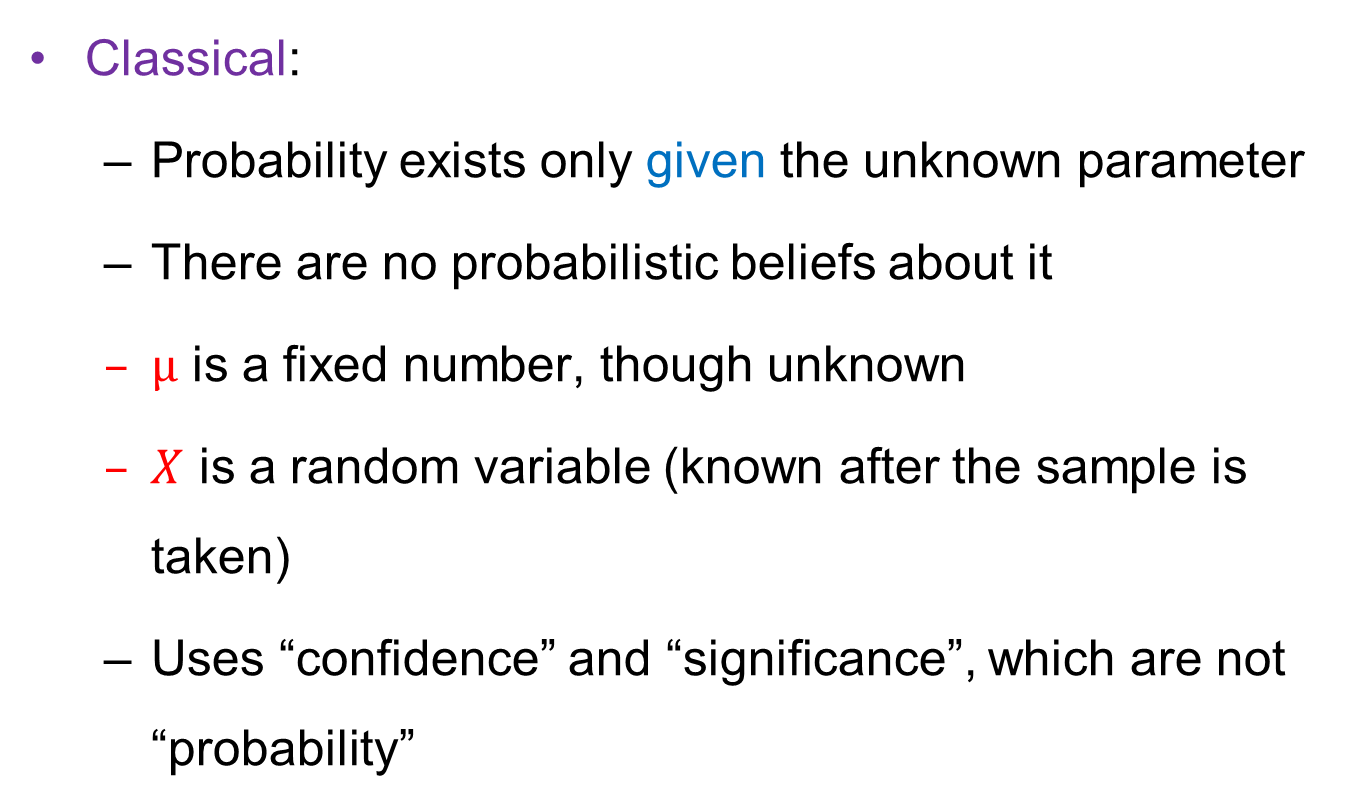 • Classical:
– Probability exists only given the unknown parameter
– There are no probabilistic beliefs about it
– μ is a fixed number, though unknown
– X is a random variable (known after the sample is
taken)
– Uses “confidence” and “significance”, which are not
“probability”